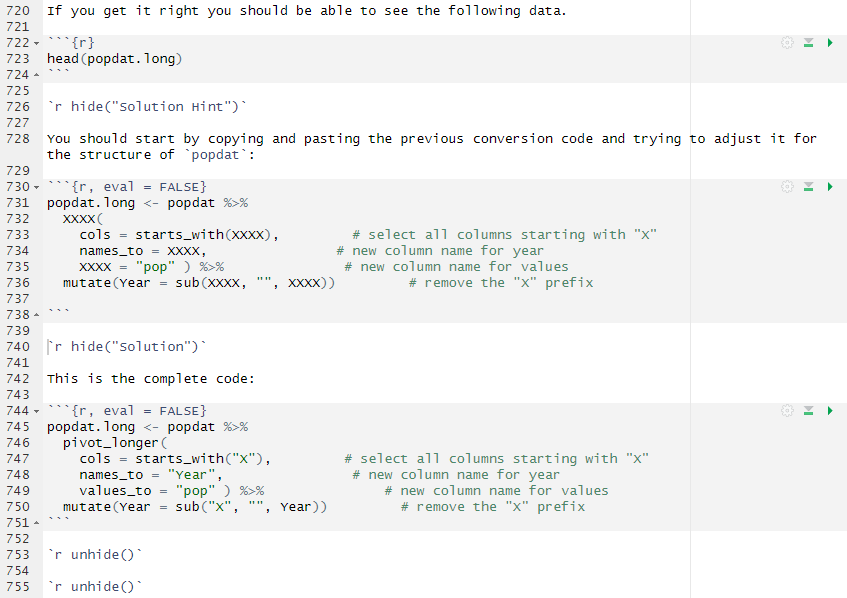 720 If you get it right you should be able to see the following data.
721
722 ```{r}
723 head(popdat.long)
724 ```
725
726 `r hide("Solution Hint")`
727
728 You should start by copying and pasting the previous conversion code and trying to adjust it for
the structure of `popdat`:
729
730 ```{r, eval = FALSE}
731 popdat.long <- popdat %>%
732   XXXX(
733     cols = starts_with(XXXX),         # select all columns starting with "X"
734     names_to = XXXX,                # new column name for year
735     XXXX = "pop" ) %>%               # new column name for values
736   mutate(Year = sub(XXXX, "", XXXX))         # remove the "X" prefix
737
738 ```
739
740 `r hide("Solution")`
741
742 This is the complete code:
743
744 ```{r, eval = FALSE}
745 popdat.long <- popdat %>%
746   pivot_longer(
747     cols = starts_with("X"),         # select all columns starting with "X"
748     names_to = "Year",                # new column name for year
749     values_to = "pop" ) %>%               # new column name for values
750   mutate(Year = sub("X", "", Year))         # remove the "X" prefix
751 ```
752
753 `r unhide()`
754
755 `r unhide()`